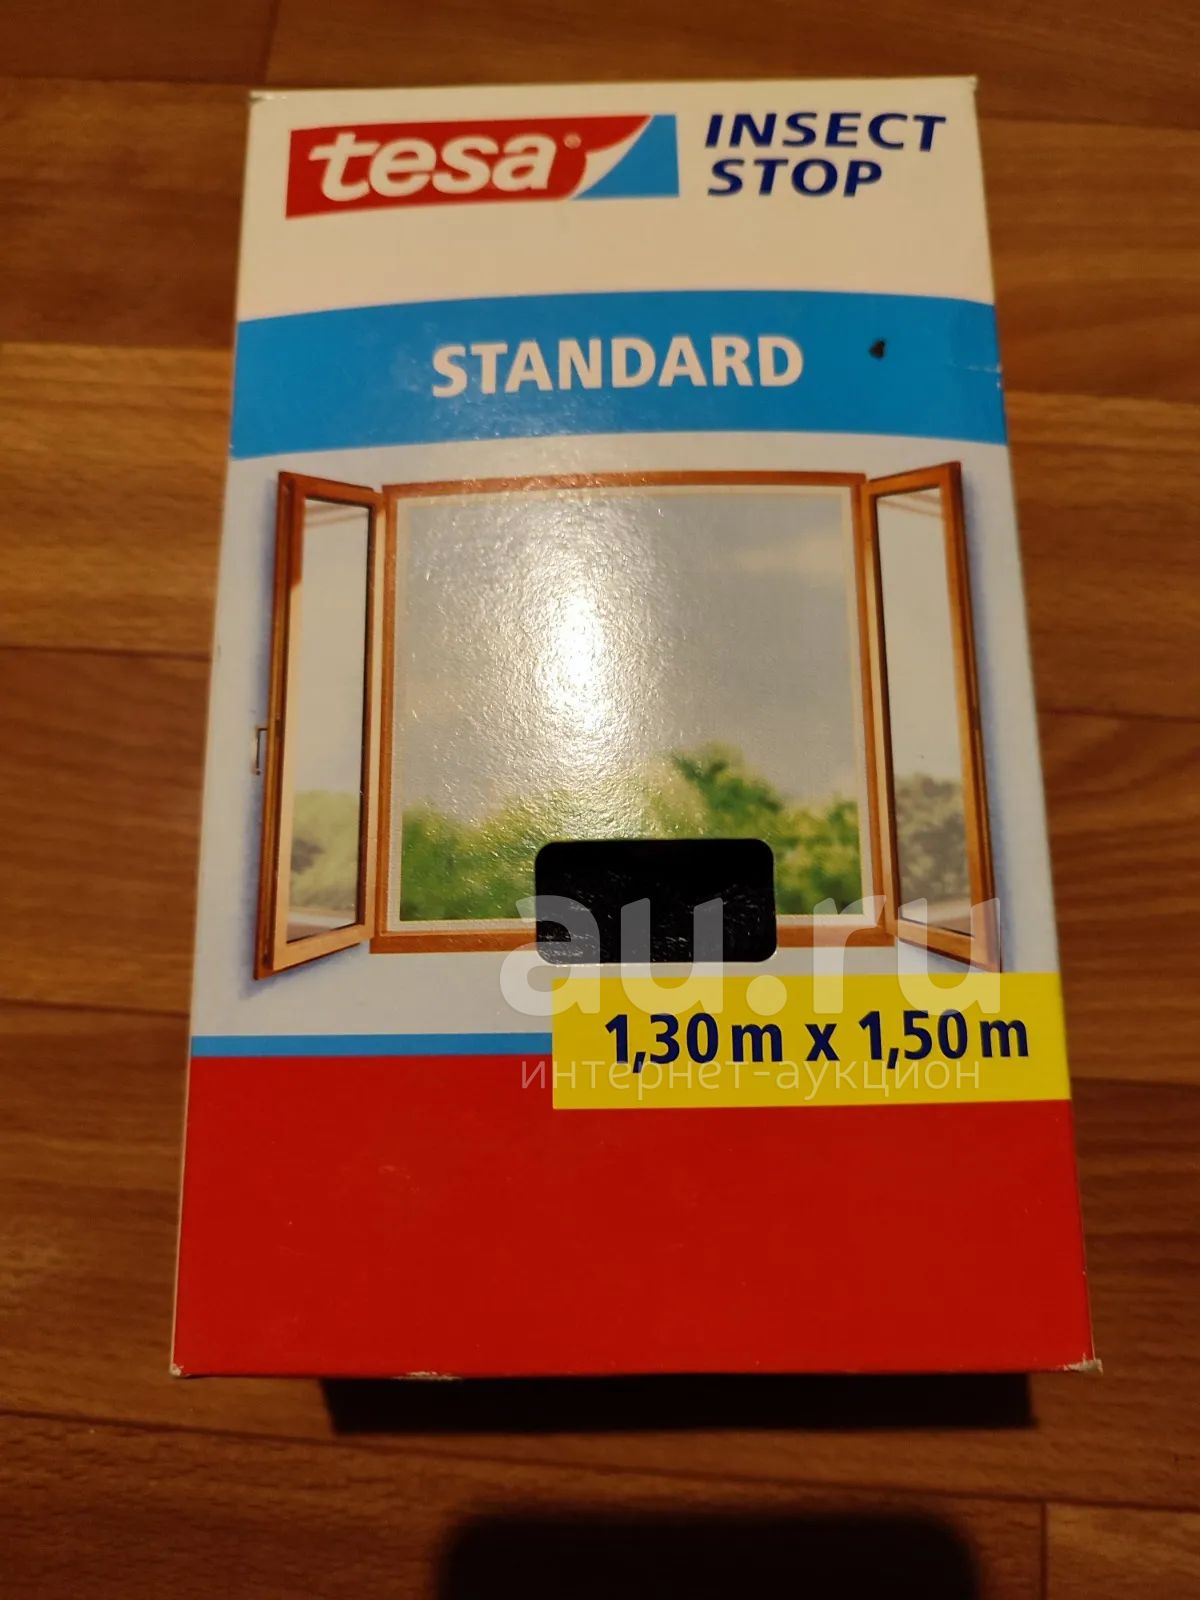 tesa®
INSECT
STOP
STANDARD
au.ru
1,30 m x 1,50 m
интернет-аукцион